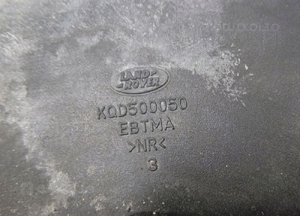 LAND
ROVER
KQD500050
EBTMA
>NR<
3